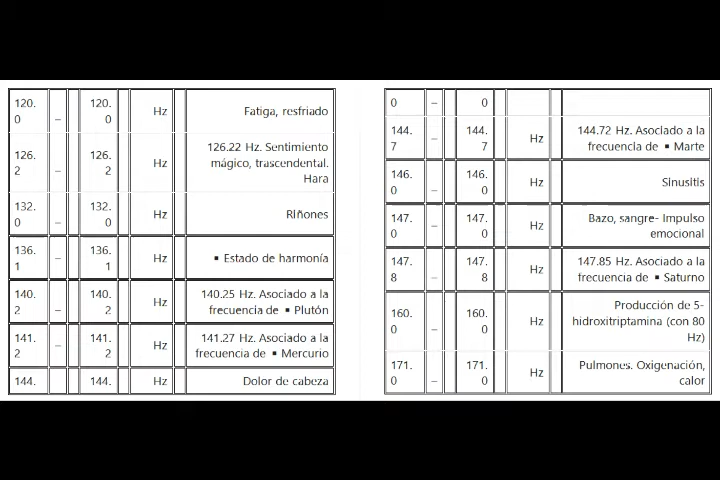 120. 120.
0 – 0 Hz Fatiga, resfriado
126.22 Hz. Sentimiento
126. 126. mágico, trascendental.
2 – 2 Hz Hara
132. 132.
0 – 0 Hz Riñones
136. 136.
1 – 1 Hz ▪ Estado de harmonía
140. 140. 140.25 Hz. Asociado a la
2 – 2 Hz frecuencia de ▪ Plutón
141. 141. 141.27 Hz. Asociado a la
2 – 2 Hz frecuencia de ▪ Mercurio
144. 144. Hz Dolor de cabeza
0 – 0
144. 144. 144.72 Hz. Asociado a la
7 – 7 Hz frecuencia de ▪ Marte
146. 146.
0 – 0 Hz Sinusitis
147. 147. Bazo, sangre- Impulso
0 – 0 Hz emocional
147. 147. 147.85 Hz. Asociado a la
8 – 8 Hz frecuencia de ▪ Saturno
Producción de 5-
160. 160. hidroxitriptamina (con 80
0 – 0 Hz Hz)
171. 171. Pulmones. Oxigenación,
0 – 0 Hz calor